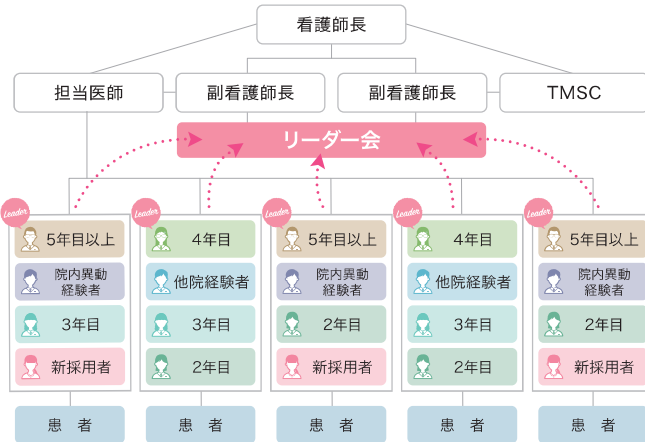 看護師長
担当医師
副看護師長
副看護師長
TMSC
リーダー会
Leader
5年目以上
院内異動
経験者
3年目
新採用者
患 者
Leader
4年目
他院経験者
3年目
2年目
患 者
Leader
5年目以上
院内異動
経験者
2年目
新採用者
患 者
Leader
4年目
他院経験者
3年目
2年目
患 者
Leader
5年目以上
院内異動
経験者
2年目
新採用者
患 者